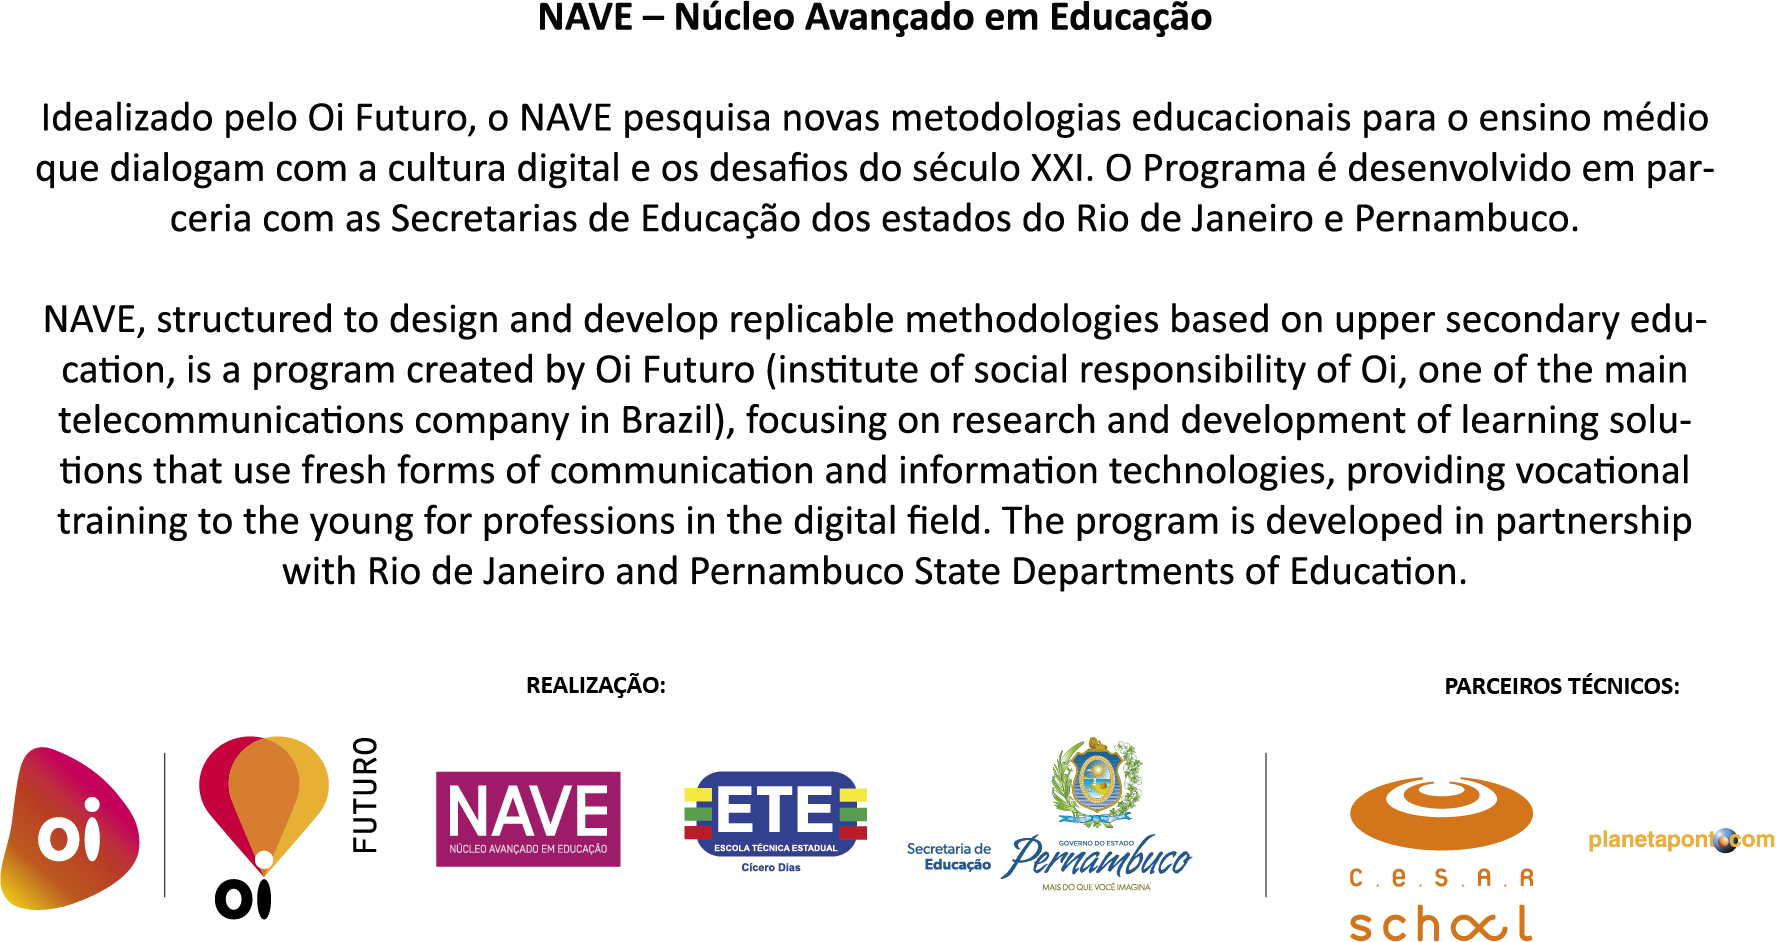 NAVE – Núcleo Avançado em Educação
Idealizado pelo Oi Futuro, o NAVE pesquisa novas metodologias educacionais para o ensino médio
que dialogam com a cultura digital e os desafios do século XXI. O Programa é desenvolvido em par-
ceria com as Secretarias de Educação dos estados do Rio de Janeiro e Pernambuco.
NAVE, structured to design and develop replicable methodologies based on upper secondary edu-
cation, is a program created by Oi Futuro (institute of social responsibility of Oi, one of the main
telecommunications company in Brazil), focusing on research and development of learning solu-
tions that use fresh forms of communication and information technologies, providing vocational
training to the young for professions in the digital field. The program is developed in partnership
with Rio de Janeiro and Pernambuco State Departments of Education.
REALIZAÇÃO:
PARCEIROS TÉCNICOS:
oi
oi
FUTURO
NAVE
NÚCLEO AVANÇADO EM EDUCAÇÃO
ETE
ESCOLA TÉCNICA ESTADUAL
Cícero Dias
Secretaria de
Educação
GOVERNO DO ESTADO
Pernambuco
MAIS DO QUE VOCÊ IMAGINA
C.e.S.A.R
school
planetaponto.com